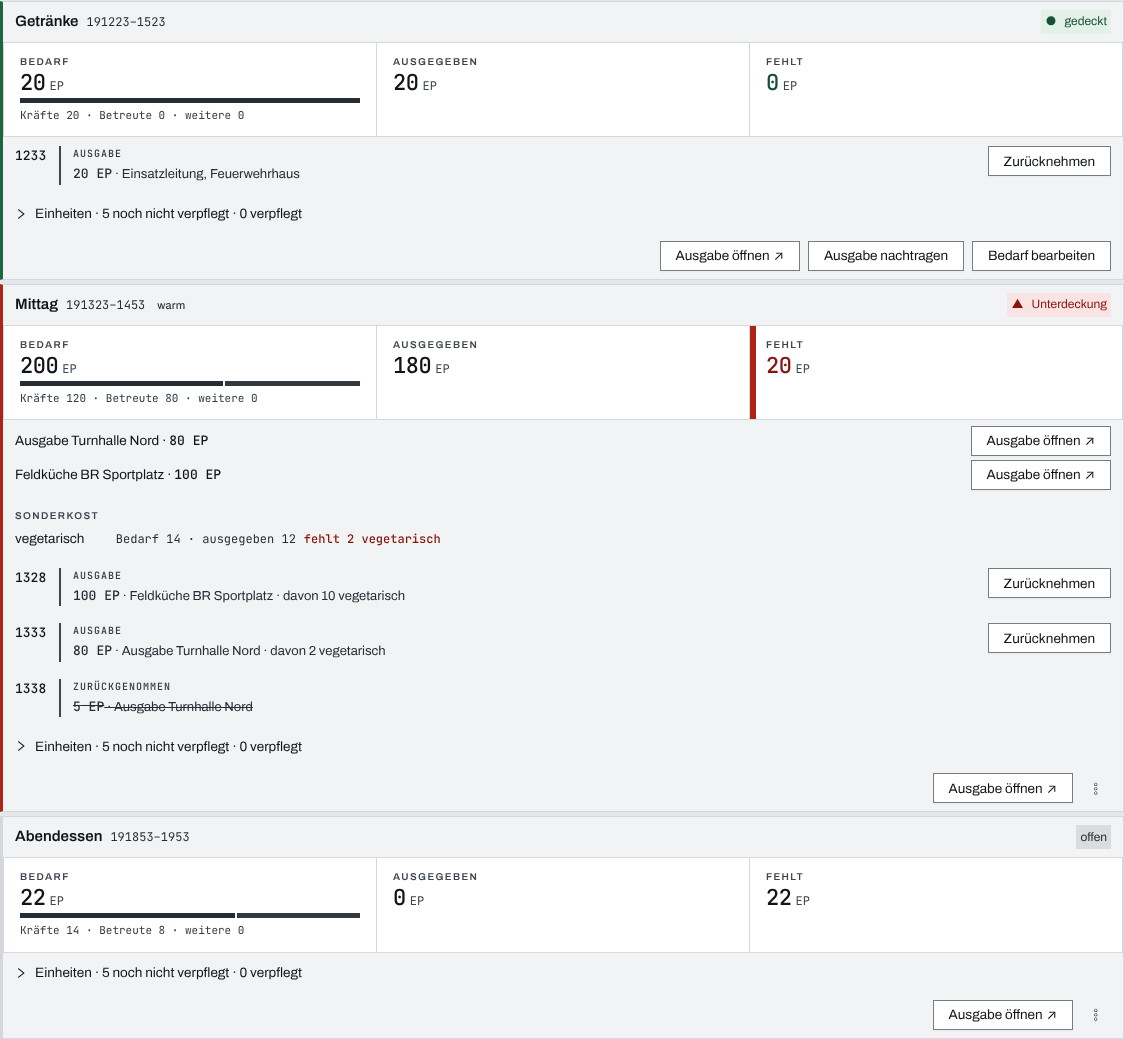 Getränke 191223–1523 gedeckt
BEDARF AUSGEGEBEN FEHLT
20 EP 20 EP 0 EP
Kräfte 20 · Betreute 0 · weitere 0
1233 AUSGABE
20 EP · Einsatzleitung, Feuerwehrhaus Zurücknehmen
Einheiten · 5 noch nicht verpflegt · 0 verpflegt
Ausgabe öffnen ↗ Ausgabe nachtragen Bedarf bearbeiten
Mittag 191323–1453 warm Unterdeckung
BEDARF AUSGEGEBEN FEHLT
200 EP 180 EP 20 EP
Kräfte 120 · Betreute 80 · weitere 0
Ausgabe Turnhalle Nord · 80 EP Ausgabe öffnen ↗
Feldküche BR Sportplatz · 100 EP Ausgabe öffnen ↗
SONDERKOST
vegetarisch Bedarf 14 · ausgegeben 12 fehlt 2 vegetarisch
1328 AUSGABE
100 EP · Feldküche BR Sportplatz · davon 10 vegetarisch Zurücknehmen
1333 AUSGABE
80 EP · Ausgabe Turnhalle Nord · davon 2 vegetarisch Zurücknehmen
1338 ZURÜCKGENOMMEN
5 EP · Ausgabe Turnhalle Nord
Einheiten · 5 noch nicht verpflegt · 0 verpflegt
Ausgabe öffnen ↗
Abendessen 191853–1953 offen
BEDARF AUSGEGEBEN FEHLT
22 EP 0 EP 22 EP
Kräfte 14 · Betreute 8 · weitere 0
Einheiten · 5 noch nicht verpflegt · 0 verpflegt
Ausgabe öffnen ↗